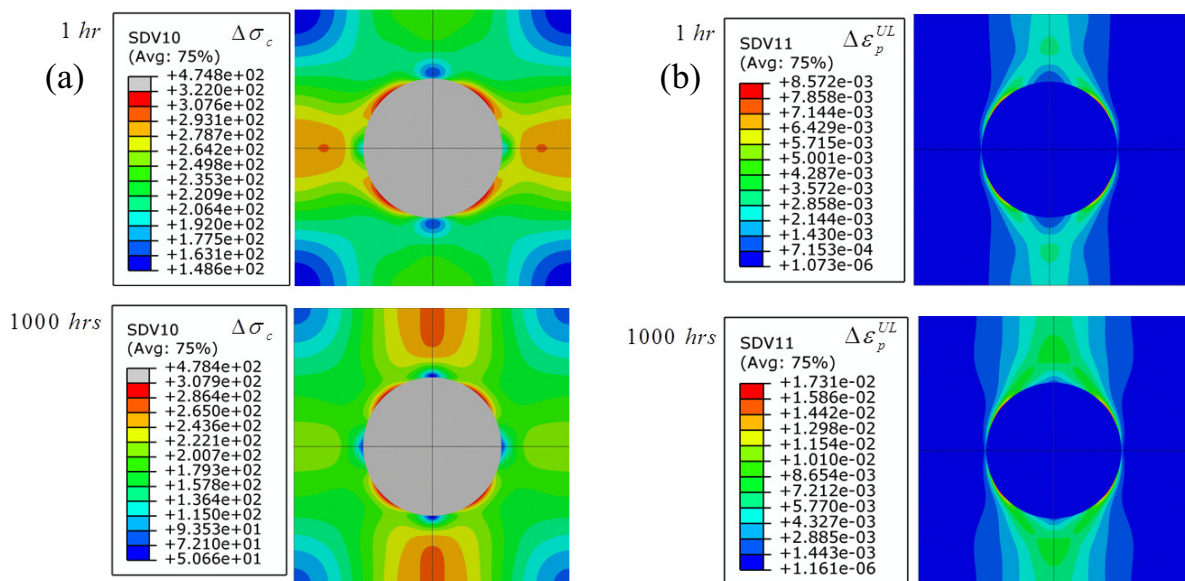 1 hr
(a)
SDV10 Δσc
(Avg: 75%)
+4.748e+02
+3.220e+02
+3.076e+02
+2.931e+02
+2.787e+02
+2.642e+02
+2.498e+02
+2.353e+02
+2.209e+02
+2.064e+02
+1.920e+02
+1.775e+02
+1.631e+02
+1.486e+02
1 hr
(b)
SDV11 Δεp^UL
(Avg: 75%)
+8.572e-03
+7.858e-03
+7.144e-03
+6.429e-03
+5.715e-03
+5.001e-03
+4.287e-03
+3.572e-03
+2.858e-03
+2.144e-03
+1.430e-03
+7.153e-04
+1.073e-06
1000 hrs
SDV10 Δσc
(Avg: 75%)
+4.784e+02
+3.079e+02
+2.864e+02
+2.650e+02
+2.436e+02
+2.221e+02
+2.007e+02
+1.793e+02
+1.578e+02
+1.364e+02
+1.150e+02
+9.353e+01
+7.210e+01
+5.066e+01
1000 hrs
SDV11 Δεp^UL
(Avg: 75%)
+1.731e-02
+1.586e-02
+1.442e-02
+1.298e-02
+1.154e-02
+1.010e-02
+8.654e-03
+7.212e-03
+5.770e-03
+4.327e-03
+2.885e-03
+1.443e-03
+1.161e-06